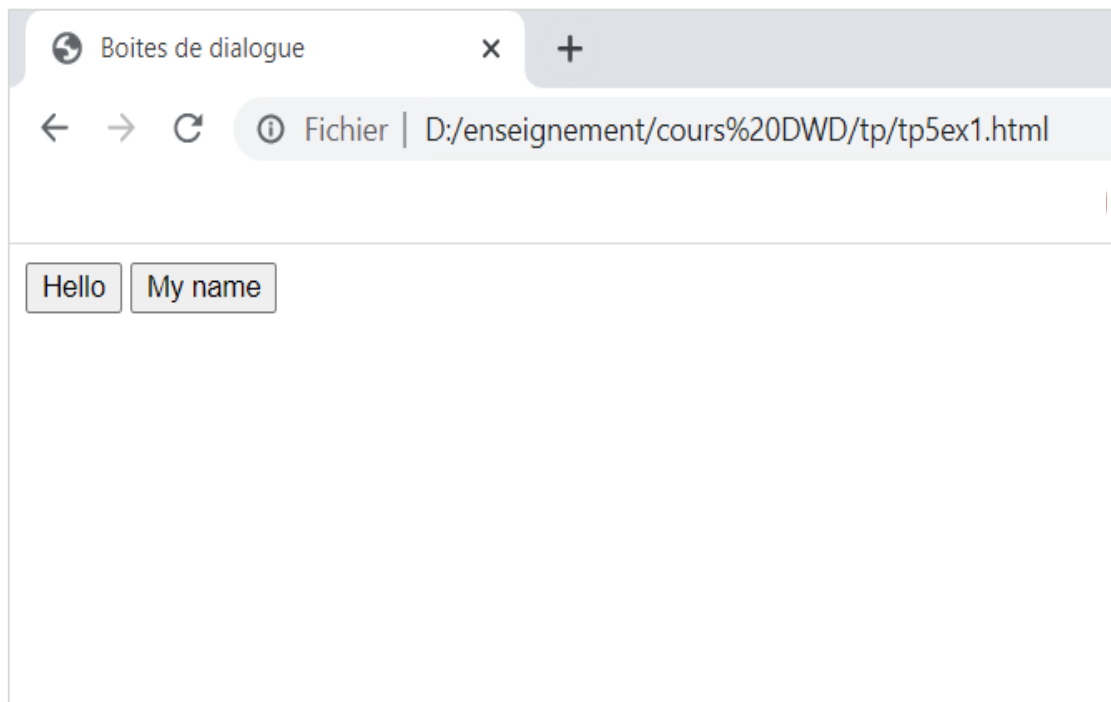 Boites de dialogue
Fichier | D:/enseignement/cours%20DWD/tp/tp5ex1.html
Hello My name